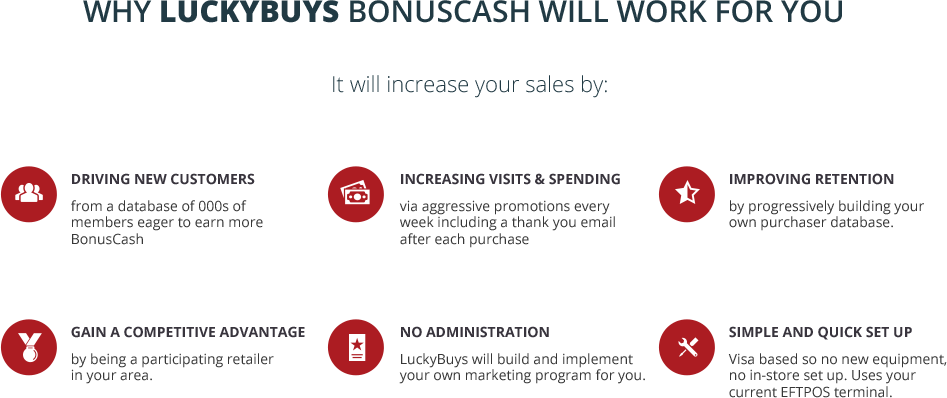 WHY LUCKYBUYS BONUSCASH WILL WORK FOR YOU
It will increase your sales by:
DRIVING NEW CUSTOMERS
from a database of 000s of
members eager to earn more
BonusCash
INCREASING VISITS & SPENDING
via aggressive promotions every
week including a thank you email
after each purchase
IMPROVING RETENTION
by progressively building your
own purchaser database.
GAIN A COMPETITIVE ADVANTAGE
by being a participating retailer
in your area.
NO ADMINISTRATION
LuckyBuys will build and implement
your own marketing program for you.
SIMPLE AND QUICK SET UP
Visa based so no new equipment,
no in-store set up. Uses your
current EFTPOS terminal.